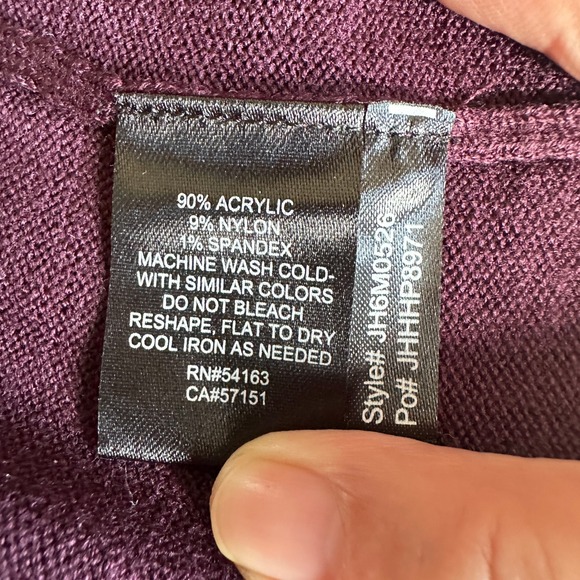 90% ACRYLIC
9% NYLON
1% SPANDEX
MACHINE WASH COLD-
WITH SIMILAR COLORS
DO NOT BLEACH
RESHAPE, FLAT TO DRY
COOL IRON AS NEEDED
RN#54163
CA#57151
Style# JH6M0526
Po# JHHHP8971